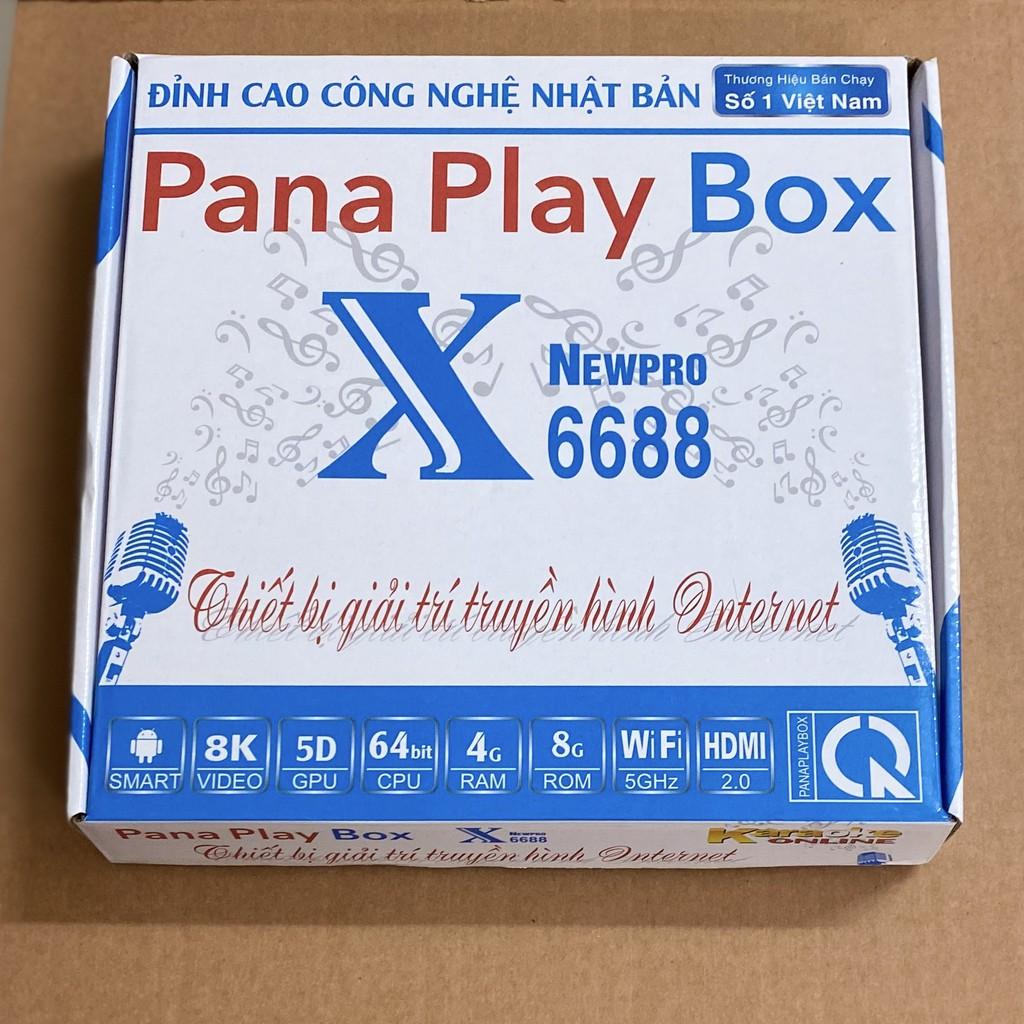 ĐỈNH CAO CÔNG NGHỆ NHẬT BẢN
Thương Hiệu Bán Chạy
Số 1 Việt Nam
Pana Play Box
X
NEWPRO
6688
Thiết bị giải trí truyền hình Internet
SMART
8K
VIDEO
5D
GPU
64bit
CPU
4G
RAM
8G
ROM
WiFi
5GHz
HDMI
2.0
PANAPLAYBOX
Pana Play Box X NEWPRO
6688
Karaoke
ONLINE
Thiết bị giải trí truyền hình Internet